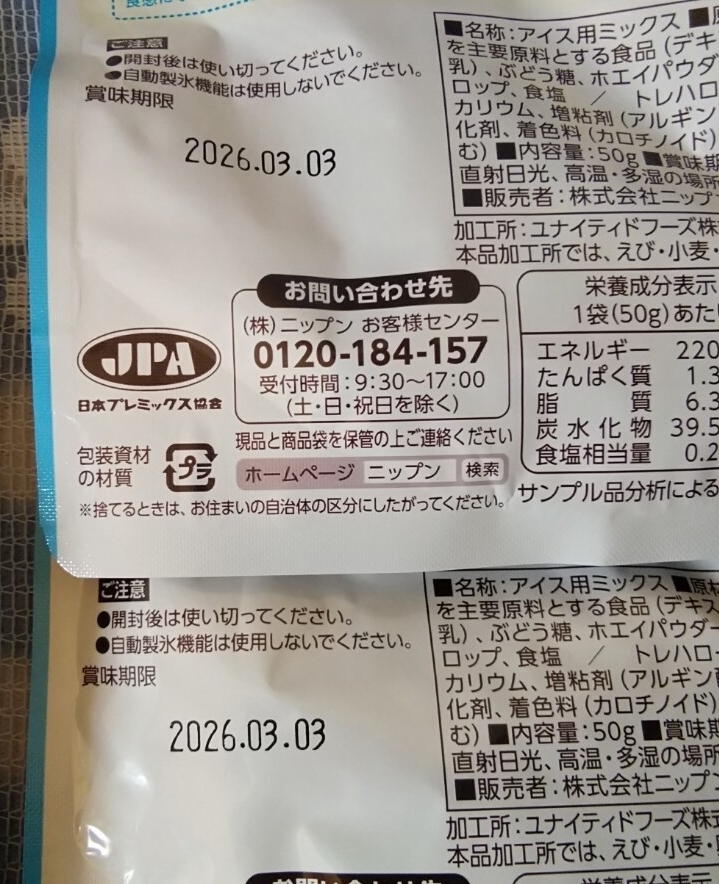 ご注意
●開封後は使い切ってください。
●自動製氷機能は使用しないでください。
賞味期限
2026.03.03
■名称:アイス用ミックス ■
を主要原料とする食品(デキ
乳)、ぶどう糖、ホエイパウダ
ロップ、食塩 / トレハロ
カリウム、増粘剤(アルギン
化剤、着色料(カロチノイド)
む) ■内容量:50g ■賞味期
直射日光、高温・多湿の場所
■販売者:株式会社ニップ
加工所:ユナイティドフーズ株
本品加工所では、えび・小麦・
お問い合わせ先
(株)ニップン お客様センター
0120-184-157
受付時間:9:30~17:00
(土・日・祝日を除く)
JPA
日本プレミックス協会
現品と商品袋を保管の上ご連絡ください
包装資材
の材質
プラ
ホームページ ニップン 検索
※捨てるときは、お住まいの自治体の区分にしたがってください。
栄養成分表示
1袋(50g)あた
エネルギー 220
たんぱく質 1.3
脂質 6.3
炭水化物 39.5
食塩相当量 0.2
サンプル品分析による
ご注意
●開封後は使い切ってください。
●自動製氷機能は使用しないでください。
賞味期限
2026.03.03
■名称:アイス用ミックス ■原材
を主要原料とする食品(デキス
乳)、ぶどう糖、ホエイパウダー
ロップ、食塩 / トレハロー
カリウム、増粘剤(アルギン
化剤、着色料(カロチノイド)
む) ■内容量:50g ■賞味期
直射日光、高温・多湿の場所
■販売者:株式会社ニップン
加工所:ユナイティドフーズ株式
本品加工所では、えび・小麦・